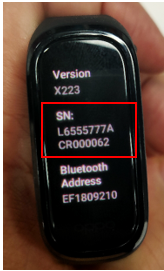 Version
X223
SN:
L6555777A
CR000062
Bluetooth
Address
EF1809210